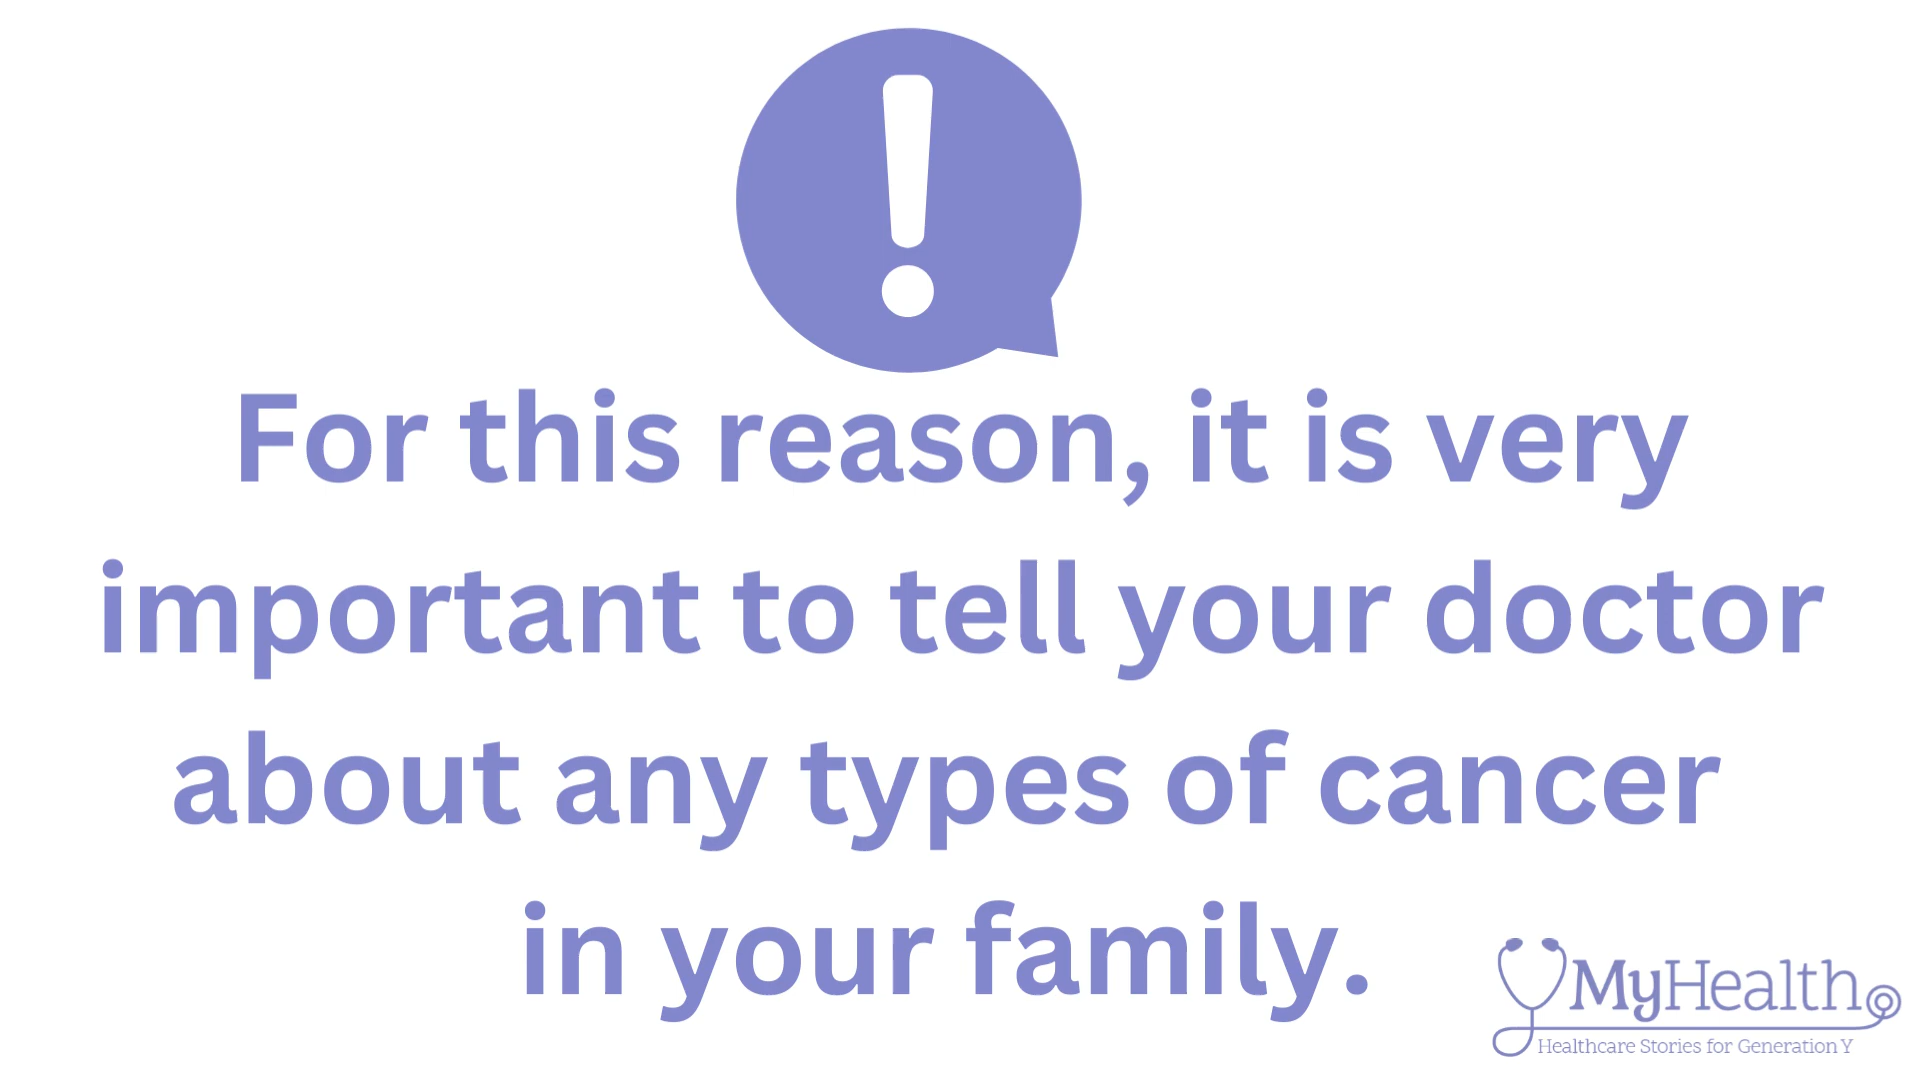 !
For this reason, it is very
important to tell your doctor
about any types of cancer
in your family.
MyHealth
Healthcare Stories for Generation Y